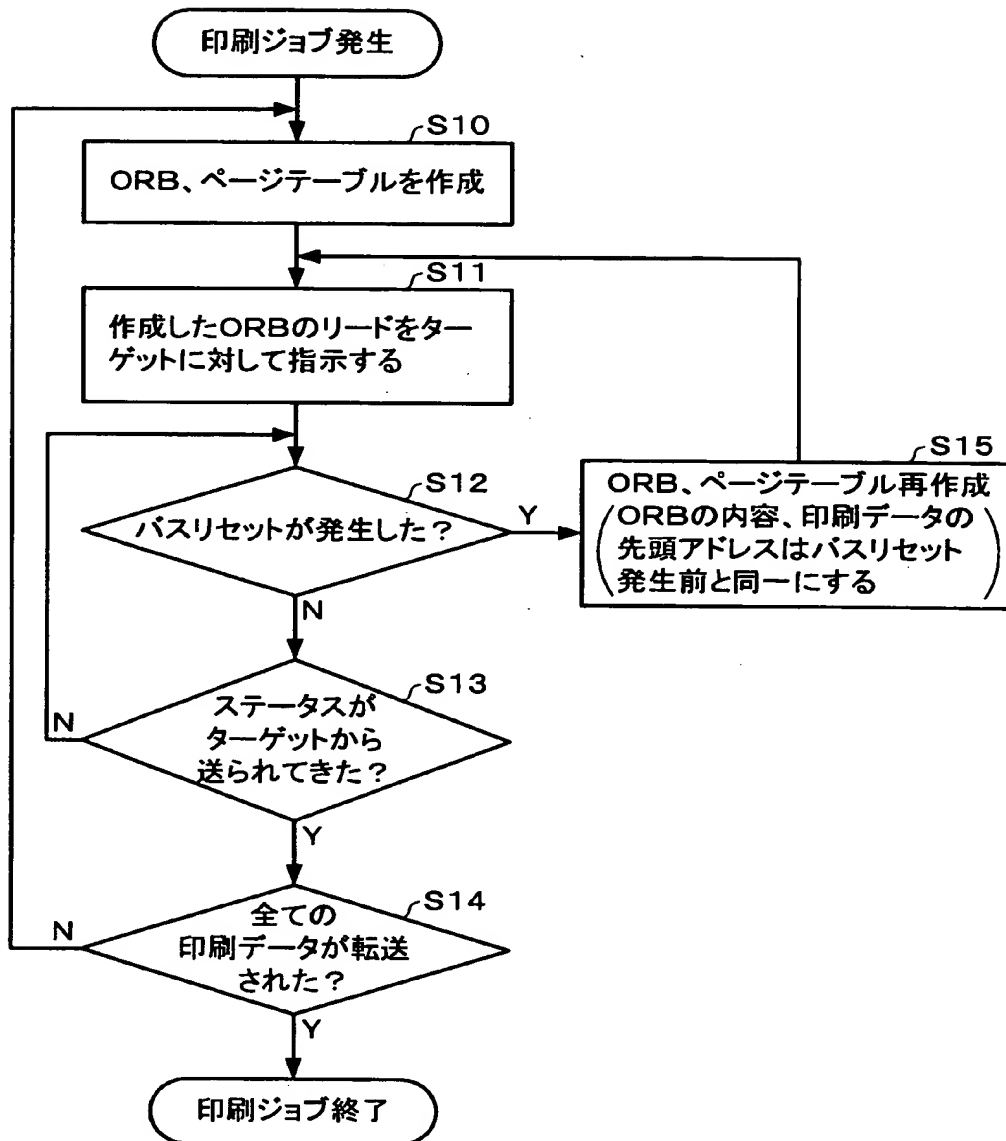 印刷ジョブ発生
S10
ORB、ページテーブルを作成
S11
作成したORBのリードをター
ゲットに対して指示する
S12
バスリセットが発生した?
Y
N
S15
ORB、ページテーブル再作成
ORBの内容、印刷データの
先頭アドレスはバスリセット
発生前と同一にする
S13
ステータスが
ターゲットから
送られてきた?
N
Y
S14
全ての
印刷データが転送
された?
N
Y
印刷ジョブ終了